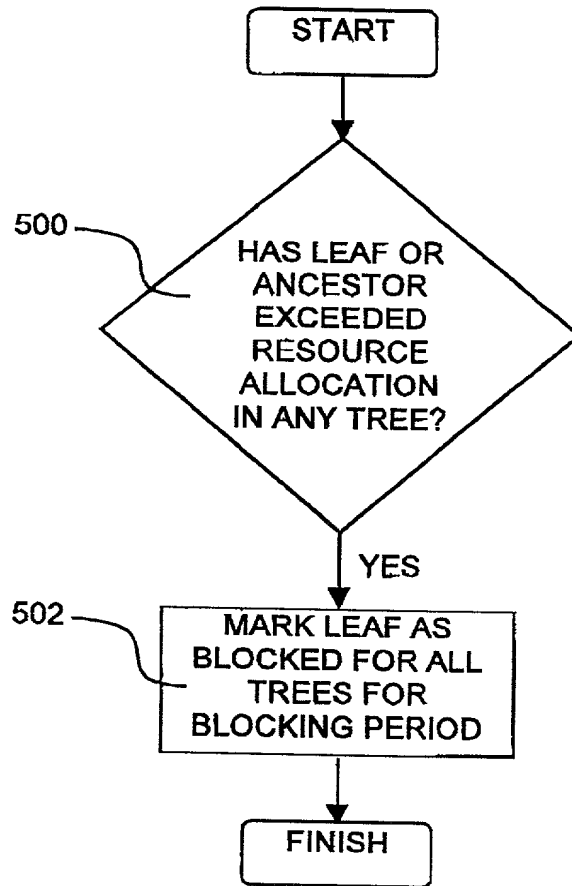 START
500
HAS LEAF OR
ANCESTOR
EXCEEDED
RESOURCE
ALLOCATION
IN ANY TREE?
YES
502
MARK LEAF AS
BLOCKED FOR ALL
TREES FOR
BLOCKING PERIOD
FINISH